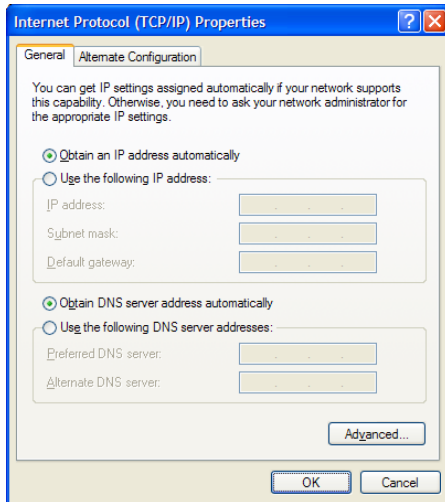 Internet Protocol (TCP/IP) Properties
General
Alternate Configuration
You can get IP settings assigned automatically if your network supports
this capability. Otherwise, you need to ask your network administrator for
the appropriate IP settings.
Obtain an IP address automatically
Use the following IP address:
IP address:
Subnet mask:
Default gateway:
Obtain DNS server address automatically
Use the following DNS server addresses:
Preferred DNS server:
Alternate DNS server:
Advanced...
OK
Cancel